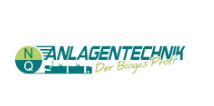 NQ ANLAGENTECHNIK
Der Biogas Profi